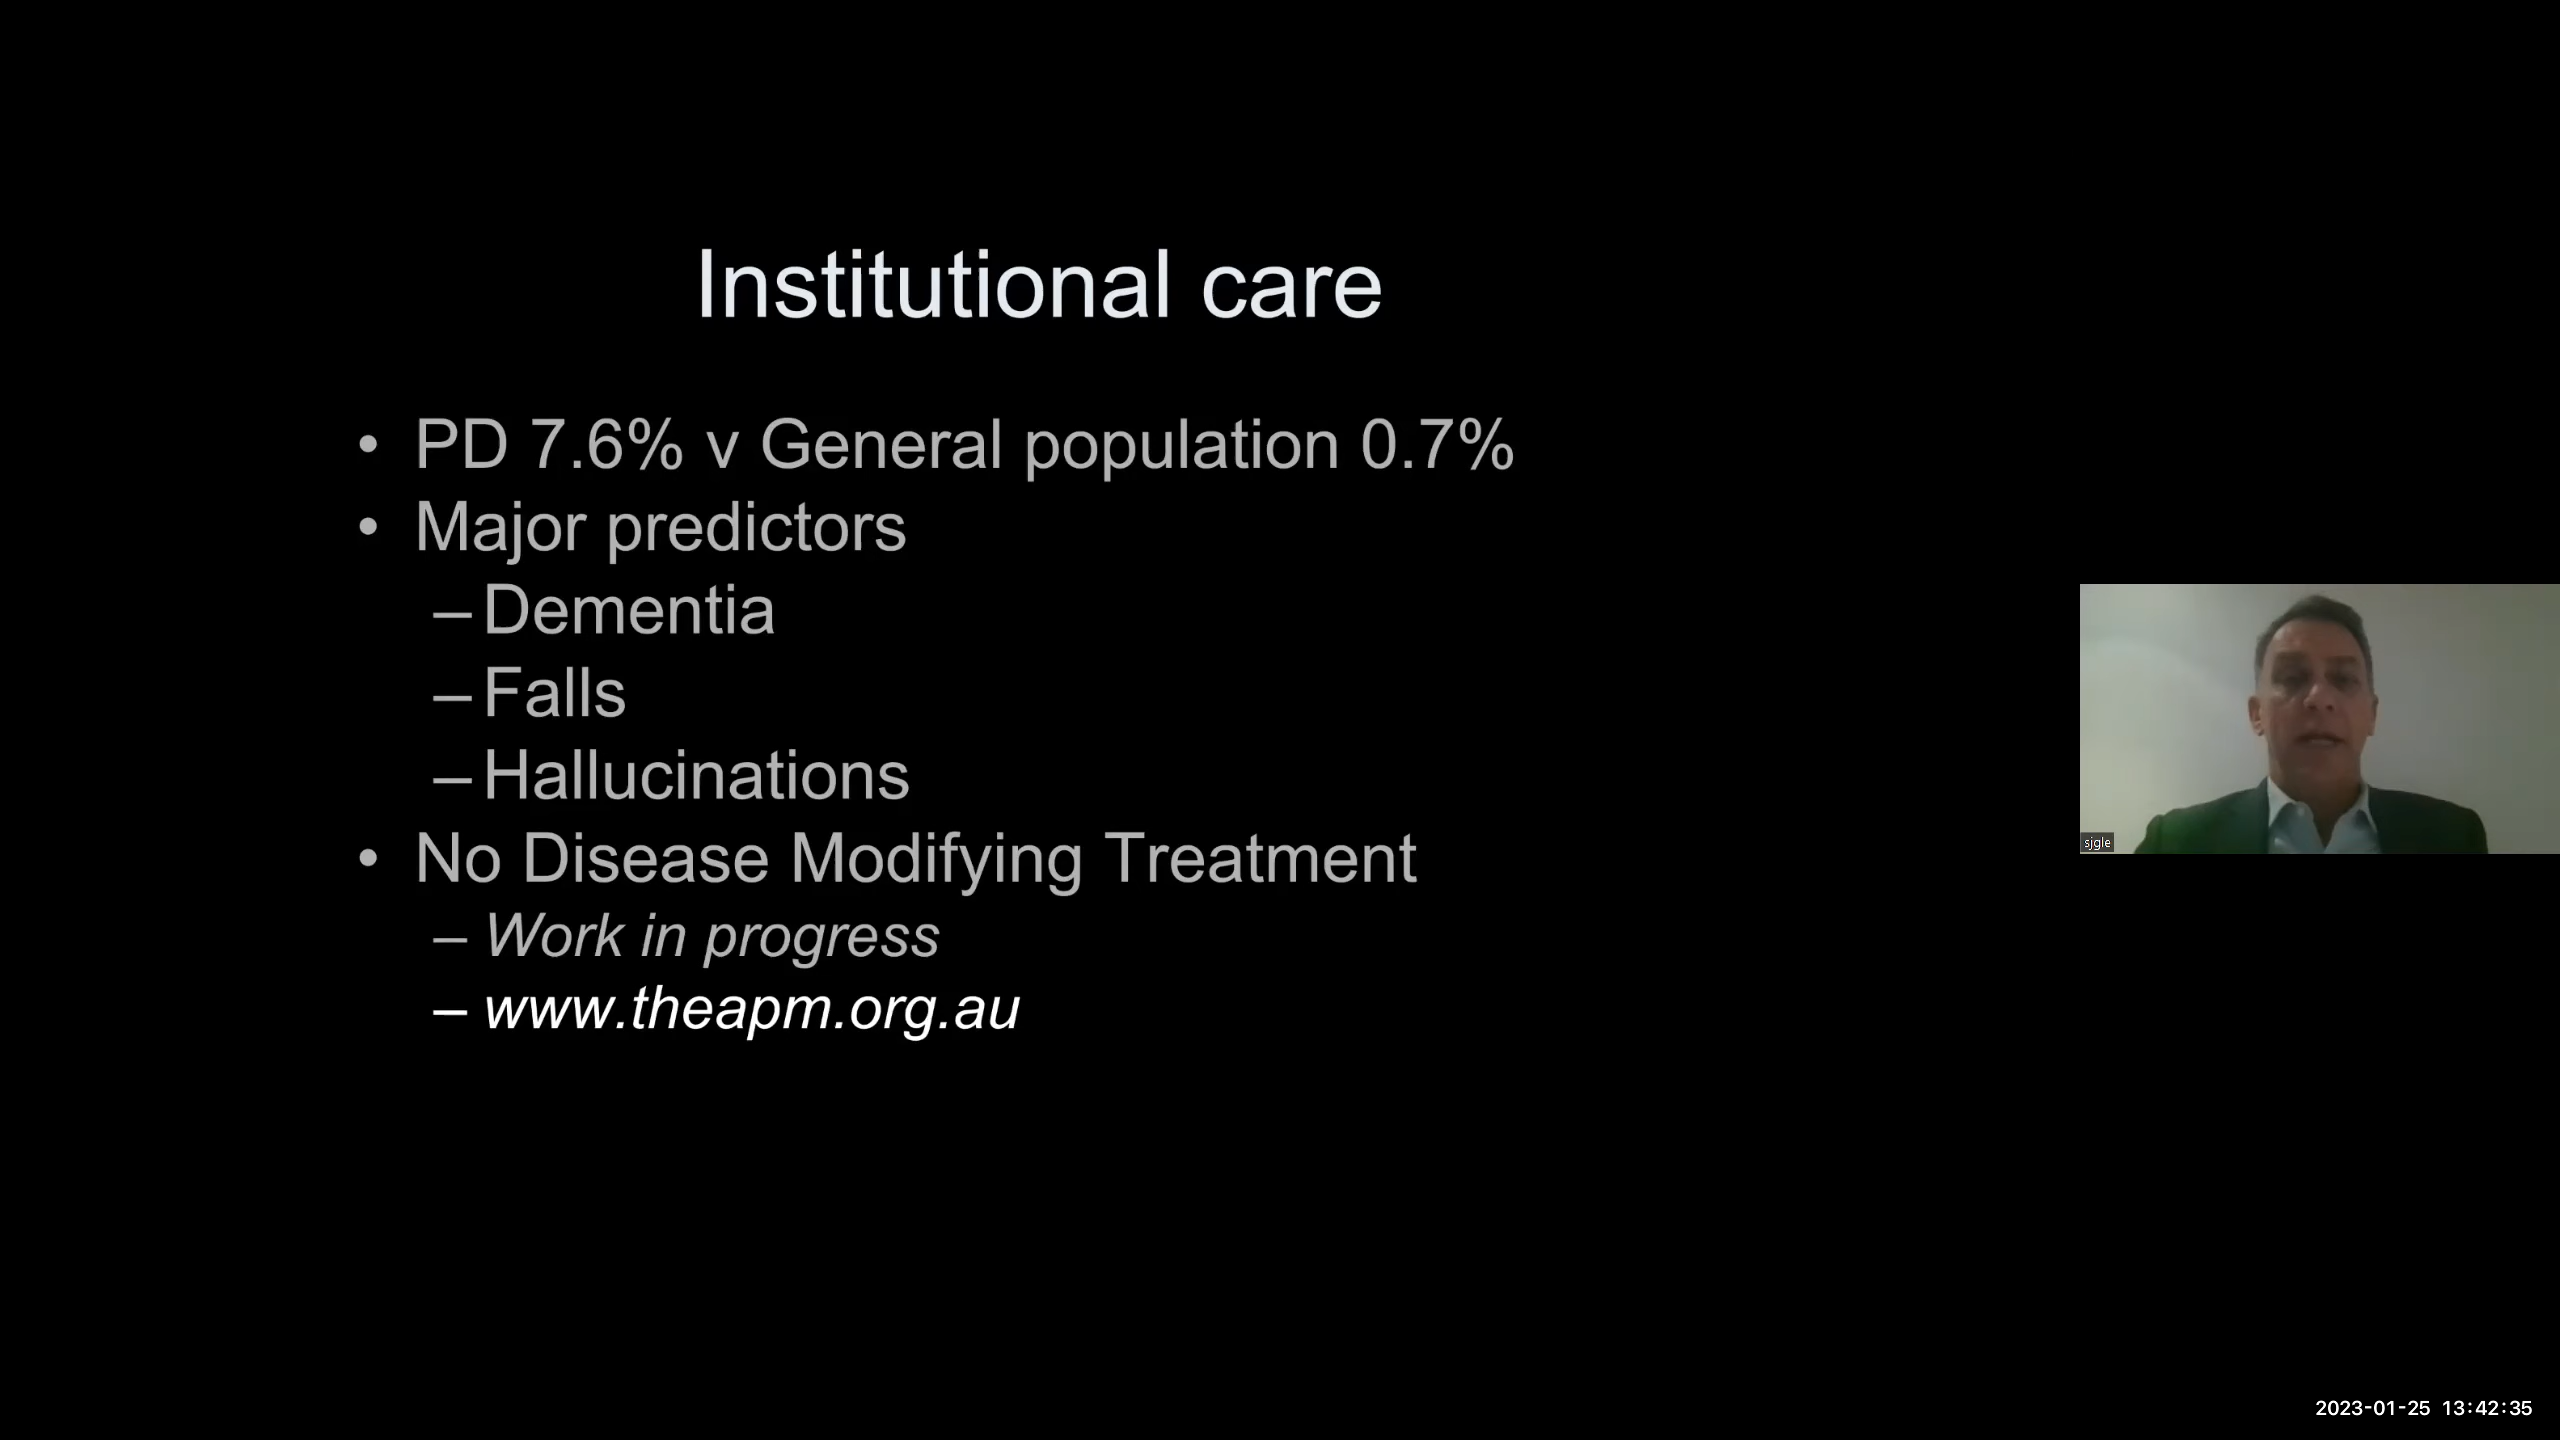 Institutional care
• PD 7.6% v General population 0.7%
• Major predictors
– Dementia
– Falls
– Hallucinations
• No Disease Modifying Treatment
– Work in progress
– www.theapm.org.au
sjgle
2023-01-25 13:42:35